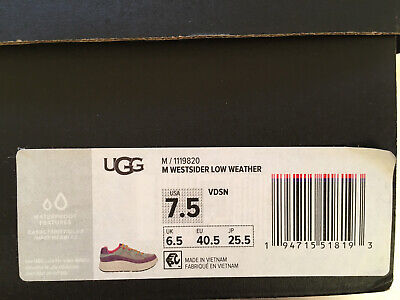 UGG
M / 1119820
M WESTSIDER LOW WEATHER
USA
7.5
VDSN
UK
6.5
EU
40.5
JP
25.5
MADE IN VIETNAM
FABRIQUÉ EN VIETNAM
1 94715 51819 3
WATERPROOF
FEATURES